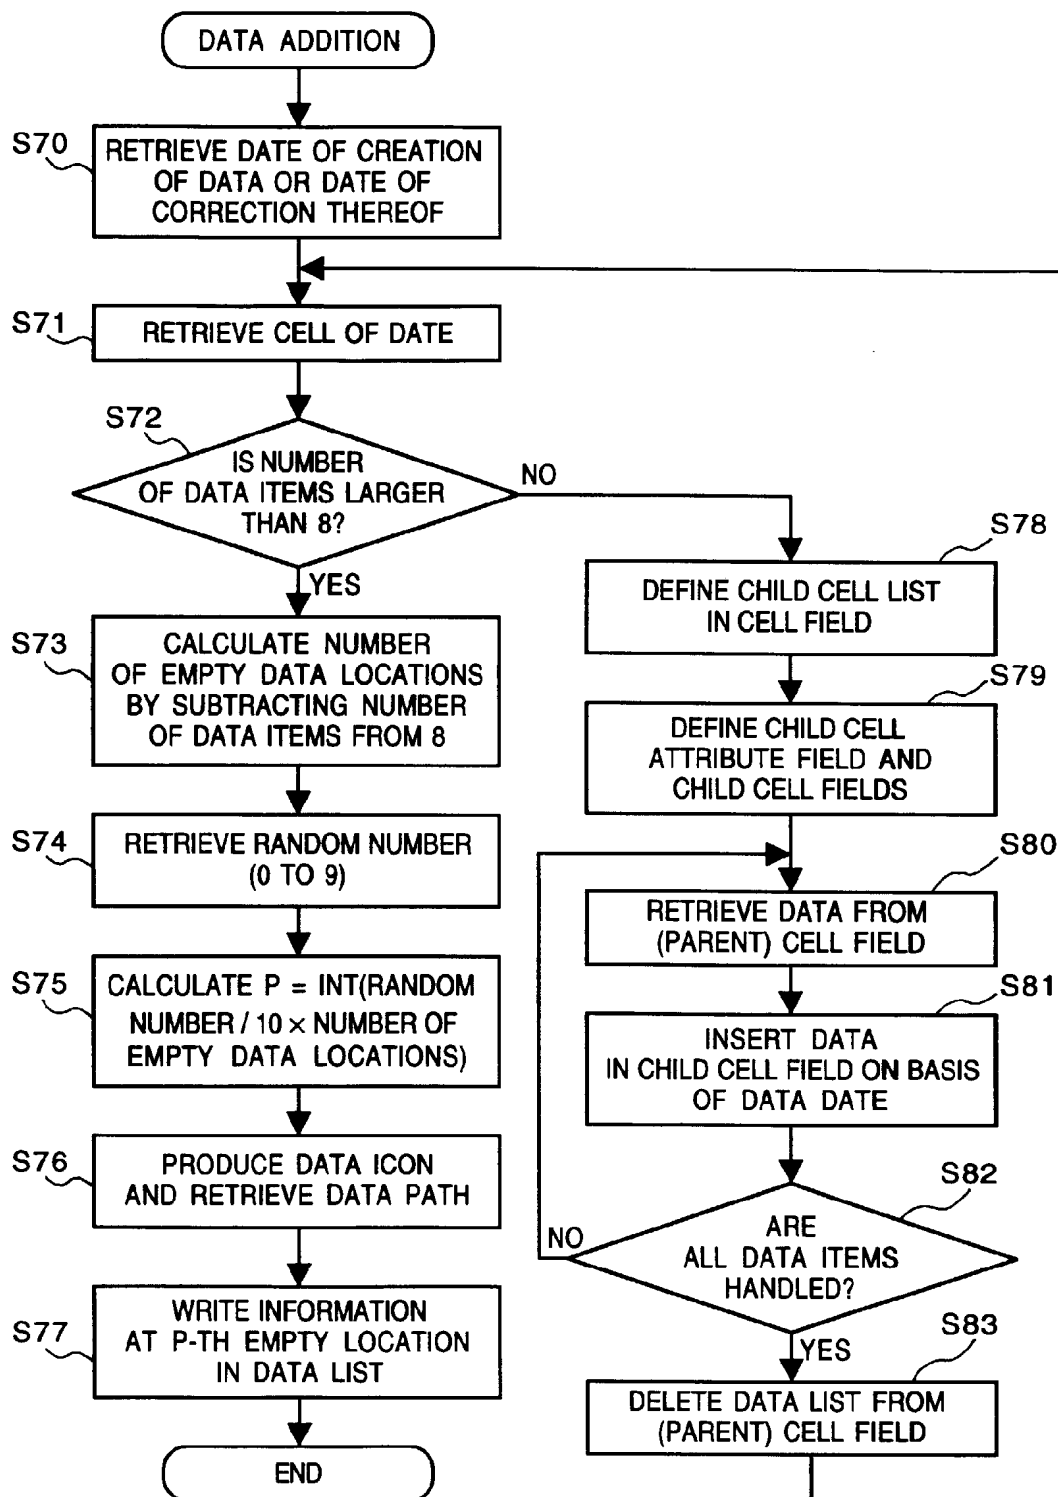 DATA ADDITION
S70
RETRIEVE DATE OF CREATION
OF DATA OR DATE OF
CORRECTION THEREOF
S71
RETRIEVE CELL OF DATE
S72
IS NUMBER
OF DATA ITEMS LARGER
THAN 8?
NO
YES
S73
CALCULATE NUMBER
OF EMPTY DATA LOCATIONS
BY SUBTRACTING NUMBER
OF DATA ITEMS FROM 8
S74
RETRIEVE RANDOM NUMBER
(0 TO 9)
S75
CALCULATE P = INT(RANDOM
NUMBER / 10 × NUMBER OF
EMPTY DATA LOCATIONS)
S76
PRODUCE DATA ICON
AND RETRIEVE DATA PATH
S77
WRITE INFORMATION
AT P-TH EMPTY LOCATION
IN DATA LIST
END
S78
DEFINE CHILD CELL LIST
IN CELL FIELD
S79
DEFINE CHILD CELL
ATTRIBUTE FIELD AND
CHILD CELL FIELDS
S80
RETRIEVE DATA FROM
(PARENT) CELL FIELD
S81
INSERT DATA
IN CHILD CELL FIELD ON BASIS
OF DATA DATE
S82
ARE
ALL DATA ITEMS
HANDLED?
NO
YES
S83
DELETE DATA LIST FROM
(PARENT) CELL FIELD